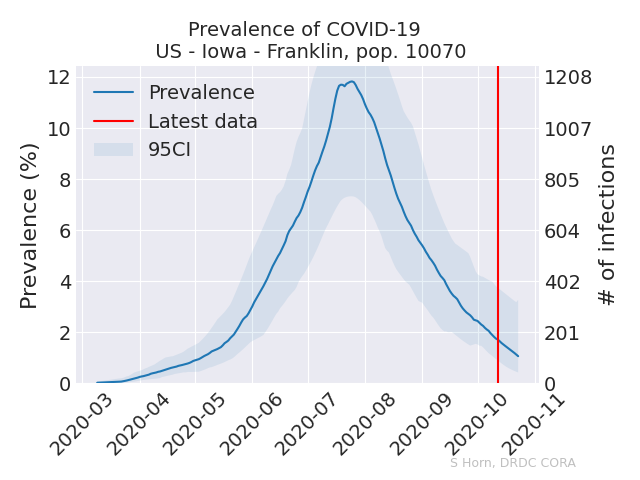 Prevalence of COVID-19
US - Iowa - Franklin, pop. 10070
Prevalence
Latest data
95CI
Prevalence (%)
12
10
8
6
4
2
0
1208
1007
805
604
402
201
0
# of infections
2020-03
2020-04
2020-05
2020-06
2020-07
2020-08
2020-09
2020-10
2020-11
S Horn, DRDC CORA